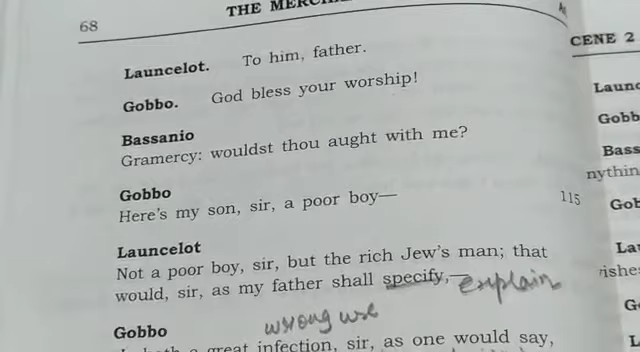 68
THE MERC
Launcelot. To him, father.
Gobbo. God bless your worship!
Bassanio
Gramercy: wouldst thou aught with me?
Gobbo
Here's my son, sir, a poor boy—
115
Launcelot
Not a poor boy, sir, but the rich Jew's man; that
would, sir, as my father shall specify,— explain
wrong use
Gobbo
great infection, sir, as one would say,
CENE 2
Launc
Gobb
Bass
nythin
Gob
La
ishe
G
L